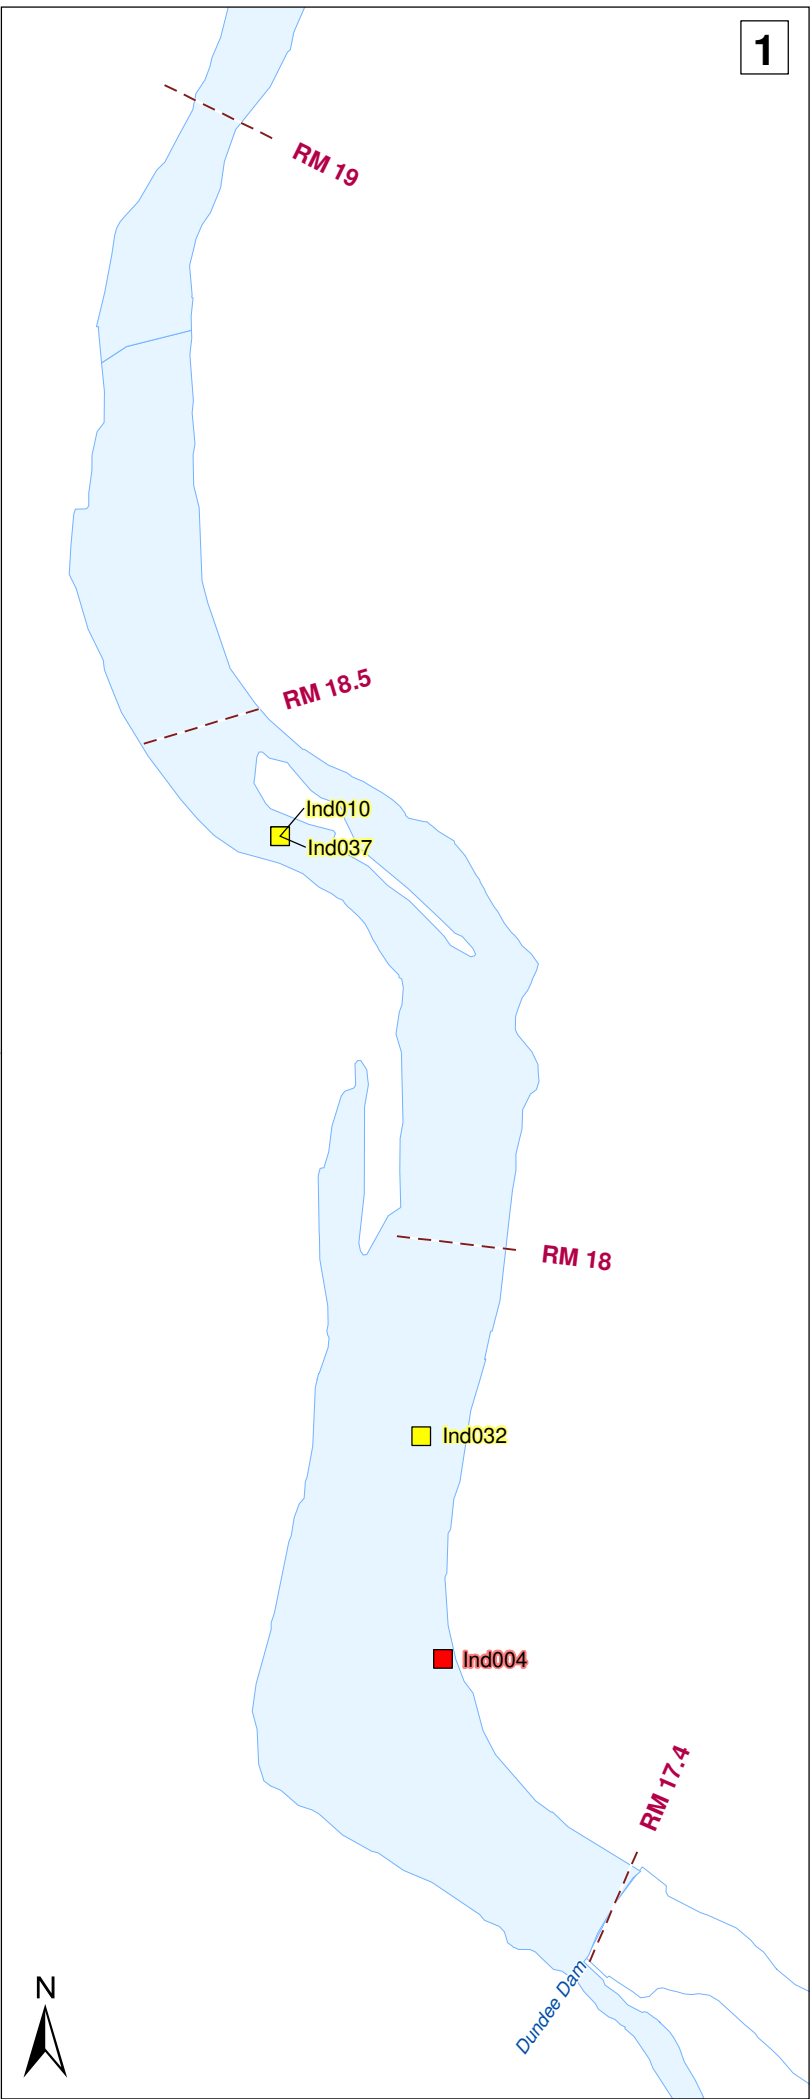 1
RM 19
RM 18.5
Ind010
Ind037
RM 18
Ind032
Ind004
RM 17.4
Dundee Dam
N